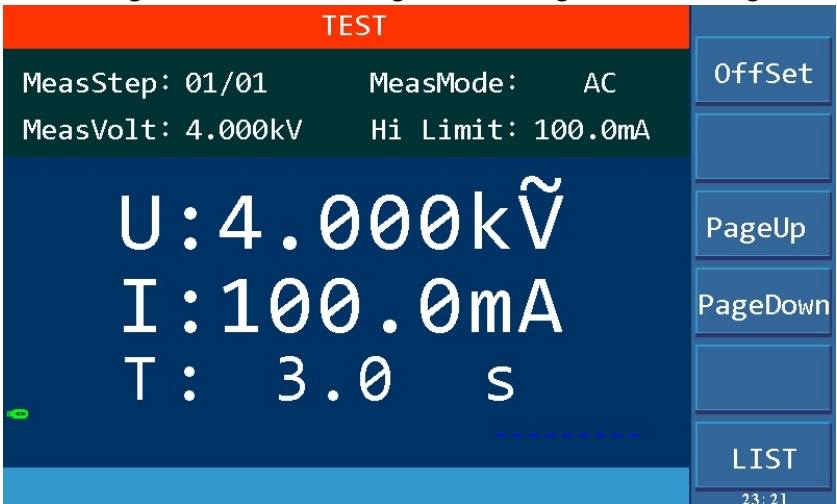 TEST
MeasStep: 01/01 MeasMode: AC
MeasVolt: 4.000kV Hi Limit: 100.0mA
U:4.000kṼ
I:100.0mA
T: 3.0 s
OffSet
PageUp
PageDown
LIST
23:21